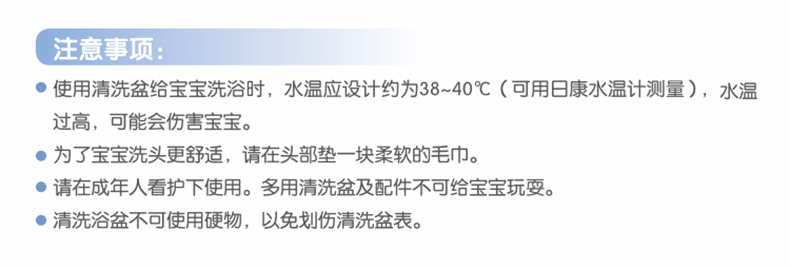 注意事项：
使用清洗盆给宝宝洗浴时，水温应设计约为38~40℃（可用日康水温计测量），水温
过高，可能会伤害宝宝。
为了宝宝洗头更舒适，请在头部垫一块柔软的毛巾。
请在成年人看护下使用。多用清洗盆及配件不可给宝宝玩耍。
清洗浴盆不可使用硬物，以免划伤清洗盆表。